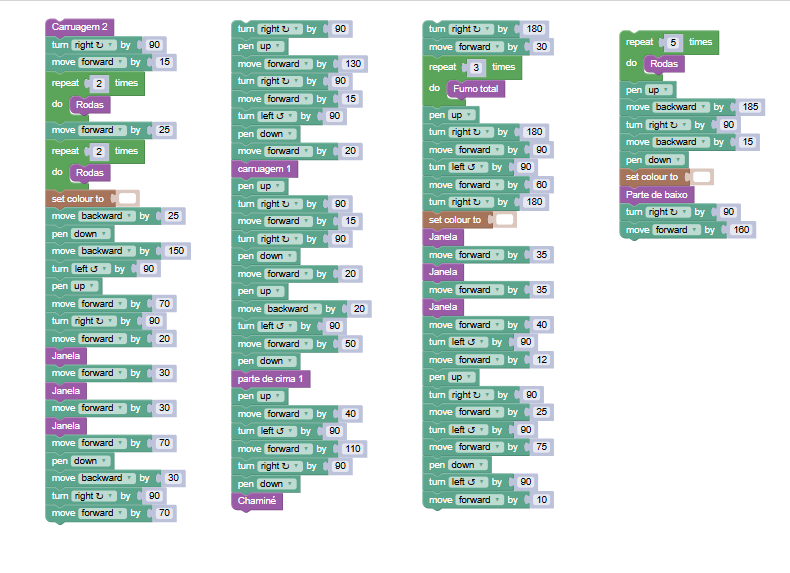 Carruagem 2
turn right ↻ by 90
move forward by 15
repeat 2 times
do Rodas
move forward by 25
repeat 2 times
do Rodas
set colour to
move backward by 25
pen down
move backward by 150
turn left ↺ by 90
pen up
move forward by 70
turn right ↻ by 90
move forward by 20
Janela
move forward by 30
Janela
move forward by 30
Janela
move forward by 70
pen down
move backward by 30
turn right ↻ by 90
move forward by 70
turn right ↻ by 90
pen up
move forward by 130
turn right ↻ by 90
move forward by 15
turn left ↺ by 90
pen down
move forward by 20
carruagem 1
pen up
turn right ↻ by 90
move forward by 15
turn right ↻ by 90
pen down
move forward by 20
pen up
move backward by 20
turn left ↺ by 90
move forward by 50
pen down
parte de cima 1
pen up
move forward by 40
turn left ↺ by 90
move forward by 110
turn right ↻ by 90
pen down
Chaminé
turn right ↻ by 180
move forward by 30
repeat 3 times
do Fumo total
pen up
turn right ↻ by 180
move forward by 90
turn left ↺ by 90
move forward by 60
turn right ↻ by 180
set colour to
Janela
move forward by 35
Janela
move forward by 35
Janela
move forward by 40
turn left ↺ by 90
move forward by 12
pen up
turn right ↻ by 90
move forward by 25
turn left ↺ by 90
move forward by 75
pen down
turn left ↺ by 90
move forward by 10
repeat 5 times
do Rodas
pen up
move backward by 185
turn right ↻ by 90
move backward by 15
pen down
set colour to
Parte de baixo
turn right ↻ by 90
move forward by 160